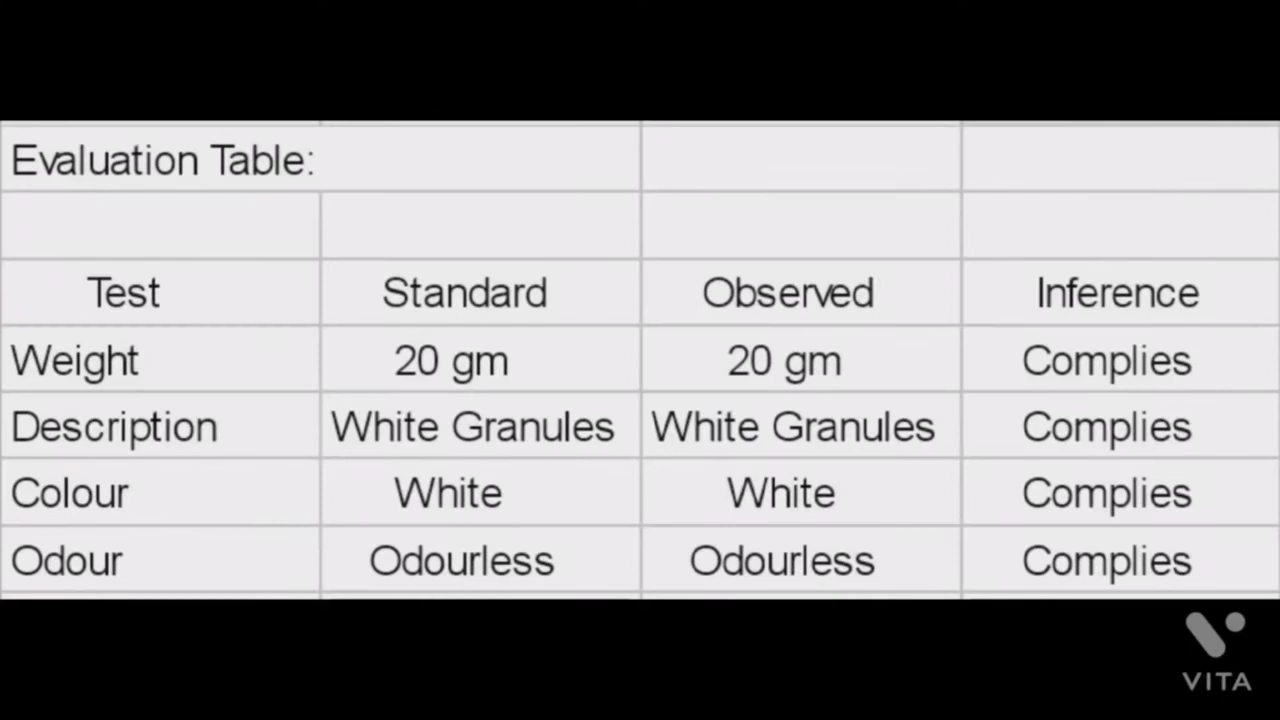 Evaluation Table:
Test Standard Observed Inference
Weight 20 gm 20 gm Complies
Description White Granules White Granules Complies
Colour White White Complies
Odour Odourless Odourless Complies
VITA